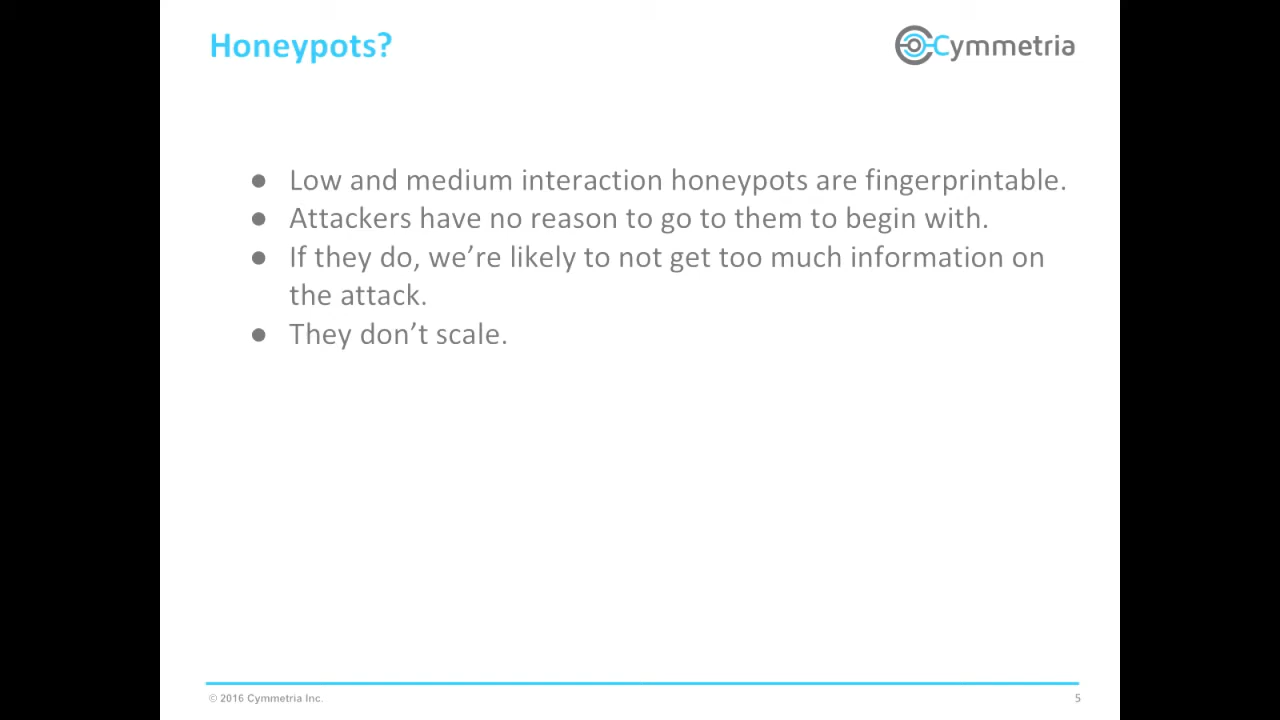 Honeypots?
Cymmetria
● Low and medium interaction honeypots are fingerprintable.
● Attackers have no reason to go to them to begin with.
● If they do, we’re likely to not get too much information on
the attack.
● They don’t scale.
© 2016 Cymmetria Inc.
5